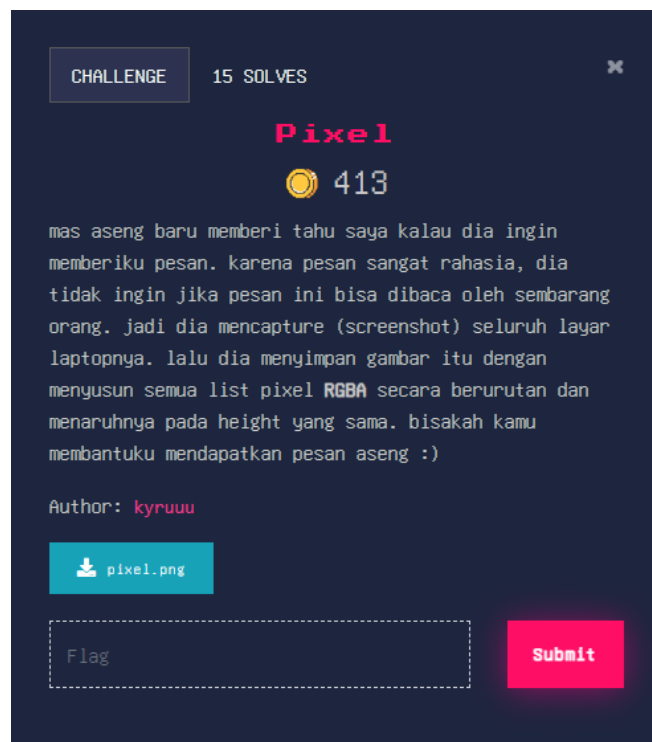 CHALLENGE
15 SOLVES
×
Pixel
413
mas aseng baru memberi tahu saya kalau dia ingin
memberiku pesan. karena pesan sangat rahasia, dia
tidak ingin jika pesan ini bisa dibaca oleh sembarang
orang. jadi dia mencapture (screenshot) seluruh layar
laptopnya. lalu dia menyimpan gambar itu dengan
menyusun semua list pixel RGBA secara berurutan dan
menaruhnya pada height yang sama. bisakah kamu
membantuku mendapatkan pesan aseng :)
Author: kyruuu
pixel.png
Flag
Submit